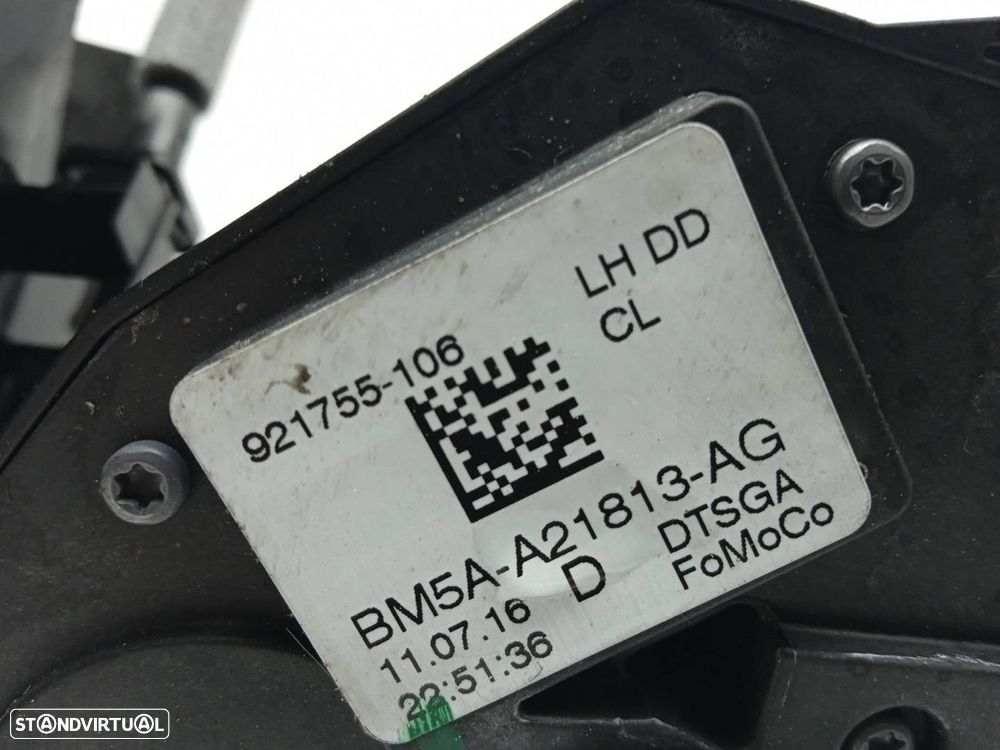 LH DD
CL
921755-106
BM5A-A21813-AG
DTSGA
D
FoMoCo
11.07.16
22:51:36
STANDVIRTUAL